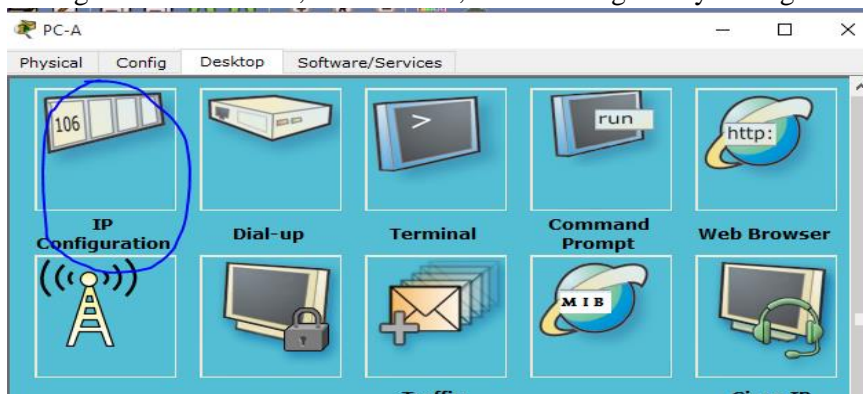 PC-A
Physical Config Desktop Software/Services
106
>
run
http:
IP
Configuration
Dial-up
Terminal
Command
Prompt
Web Browser
MIB